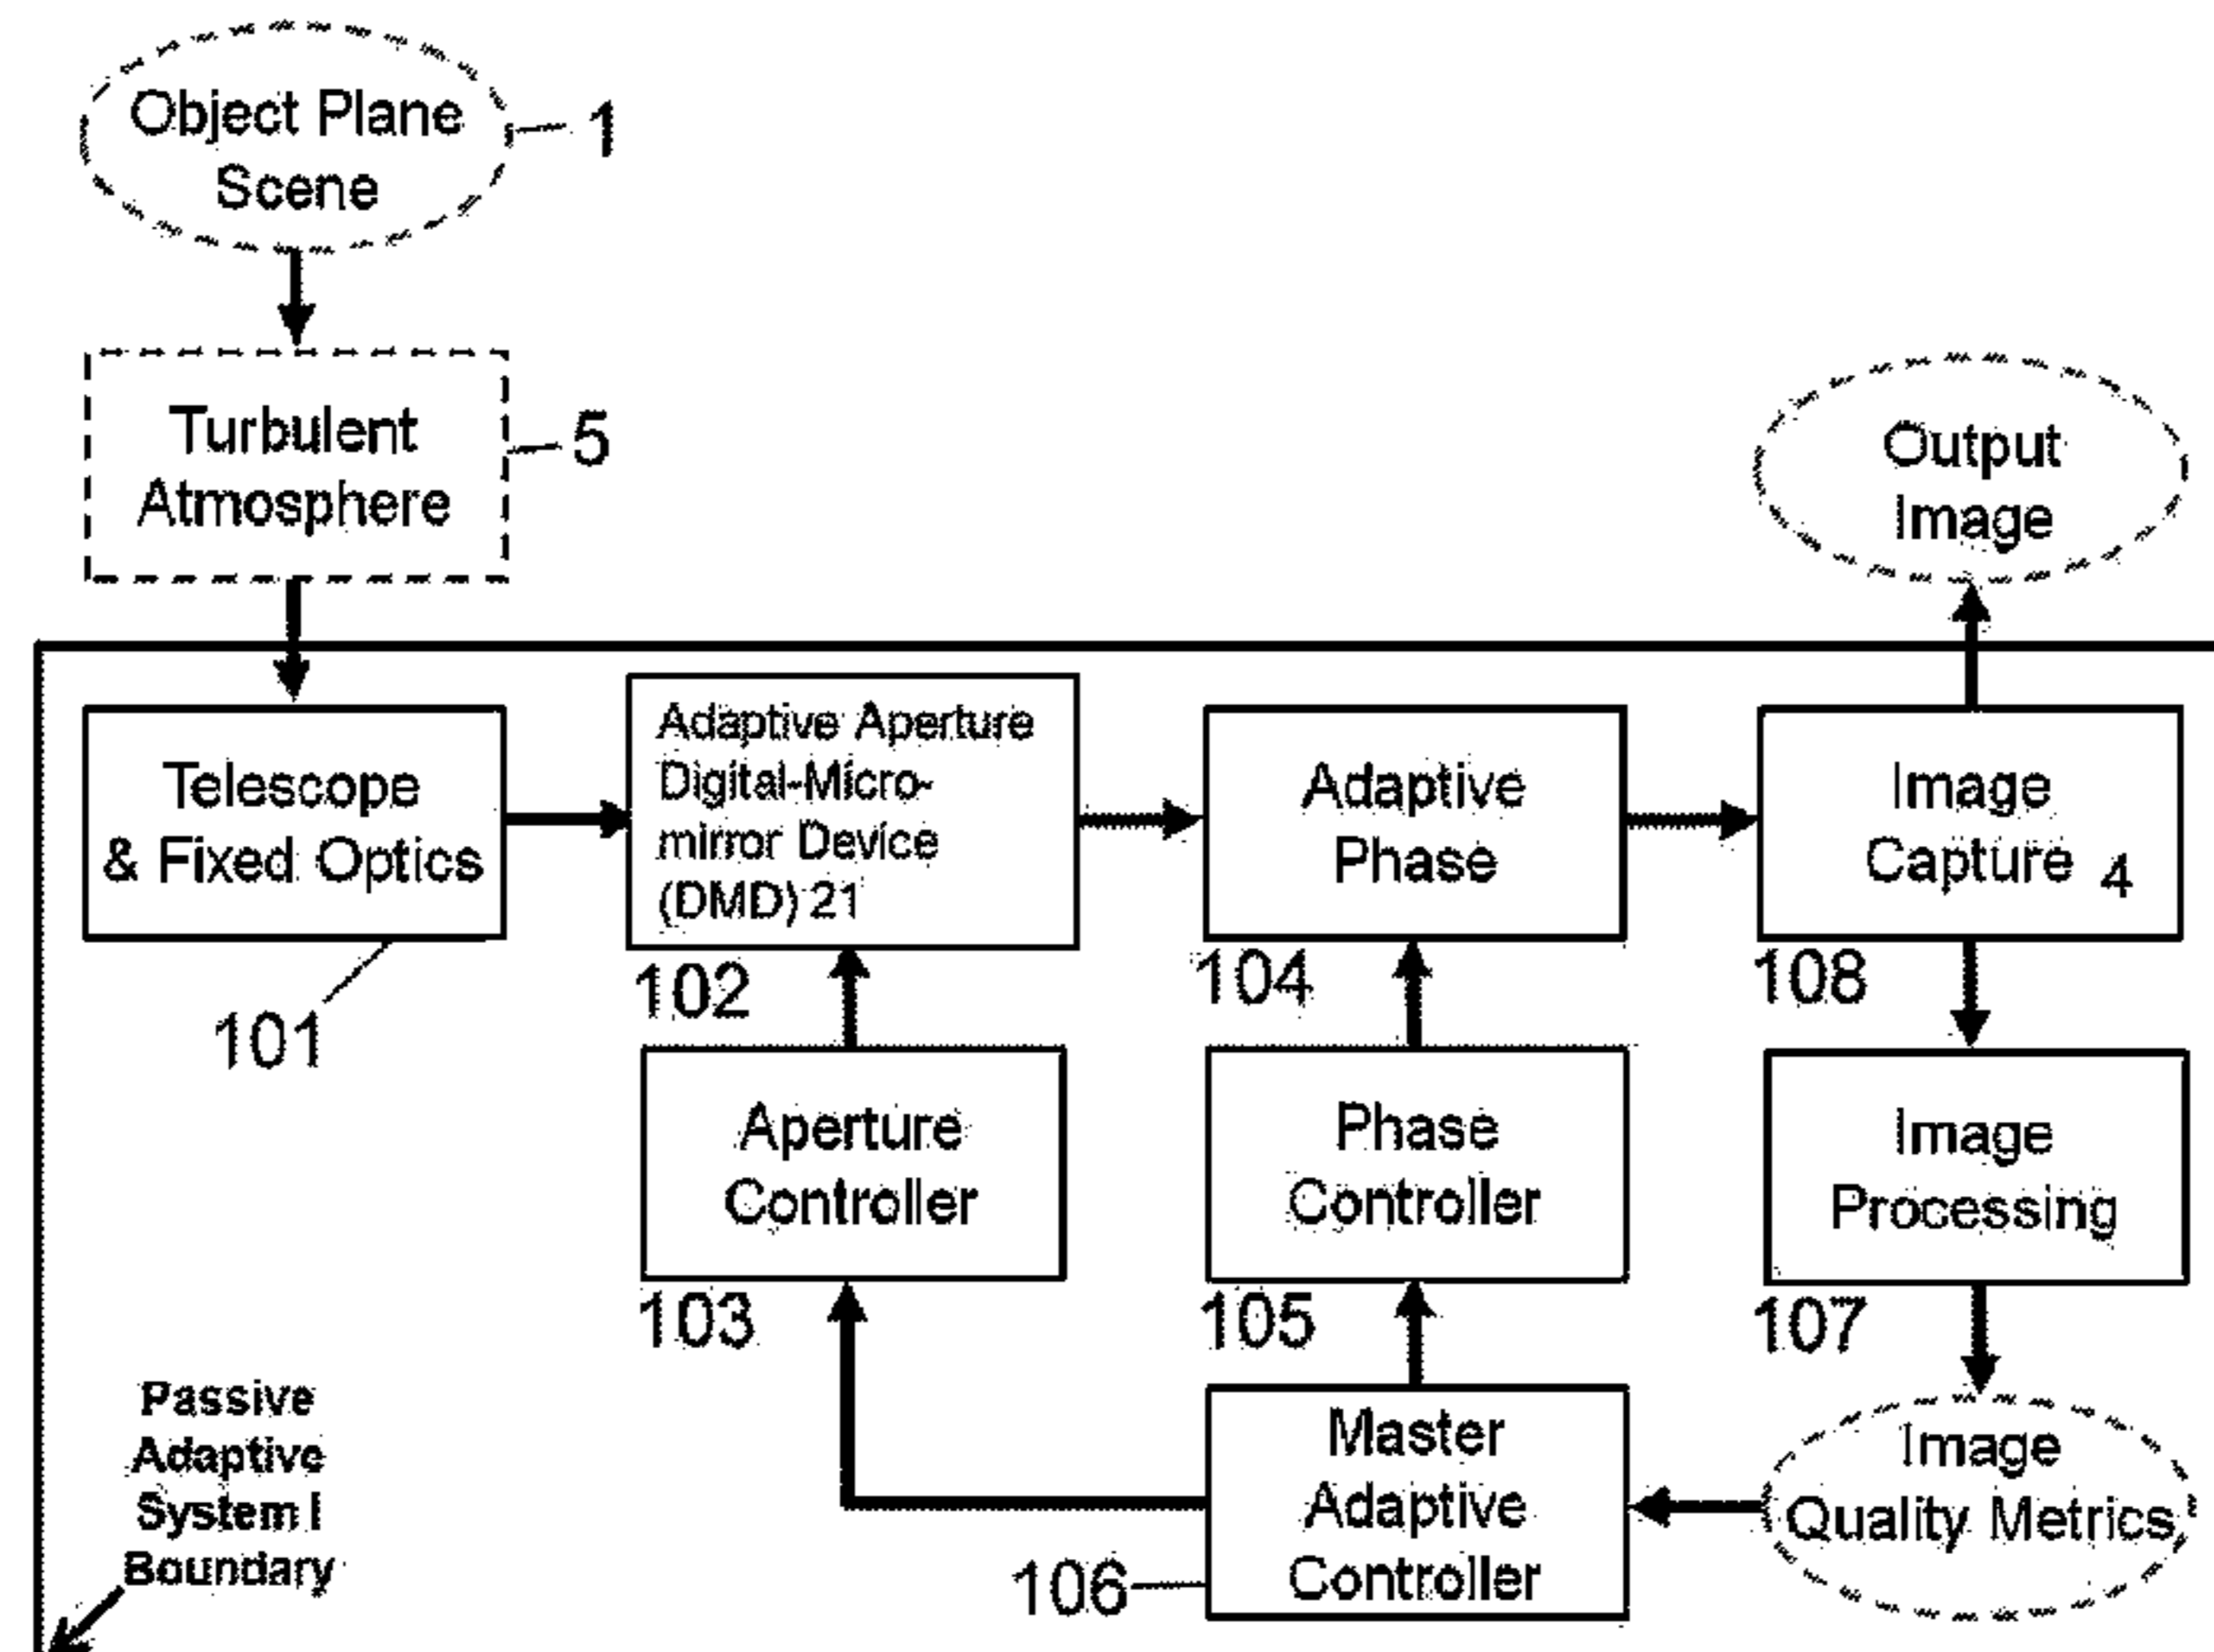 Object Plane
Scene
1
Turbulent
Atmosphere
5
Output
Image
Telescope
& Fixed Optics
101
Adaptive Aperture
Digital-Micro-
mirror Device
(DMD) 21
102
Adaptive
Phase
104
Image
Capture 4
108
Aperture
Controller
103
Phase
Controller
105
Image
Processing
107
Passive
Adaptive
System I
Boundary
Master
Adaptive
Controller
106
Image
Quality Metrics